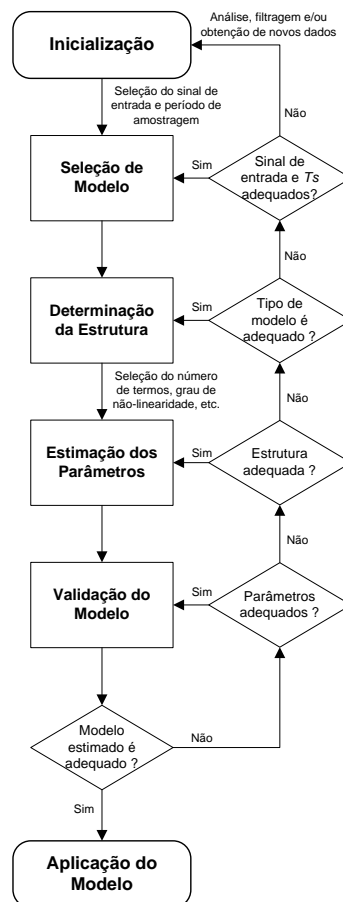 Análise, filtragem e/ou
obtenção de novos dados
Inicialização
Não
Seleção do sinal de
entrada e período de
amostragem
Seleção de
Modelo
Sim
Sinal de
entrada e Ts
adequados?
Não
Determinação
da Estrutura
Sim
Tipo de
modelo é
adequado ?
Seleção do número
de termos, grau de
não-linearidade, etc.
Não
Estimação dos
Parâmetros
Sim
Estrutura
adequada ?
Não
Validação do
Modelo
Sim
Parâmetros
adequados ?
Modelo
estimado é
adequado ?
Não
Sim
Aplicação do
Modelo